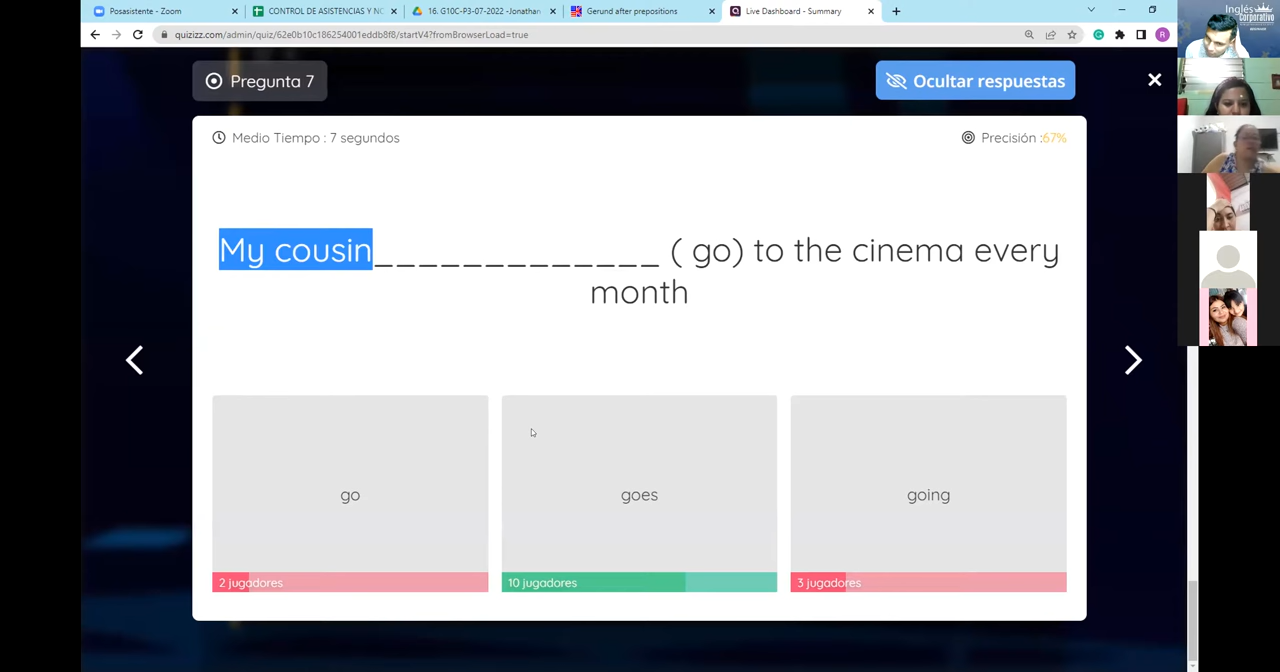 Posasistente - Zoom
CONTROL DE ASISTENCIAS Y NO
16. G10C-P3-07-2022 -Jonathan
Gerund after prepositions
Live Dashboard - Summary
quizizz.com/admin/quiz/62e0b10c186254001eddb8f8/startV4?fromBrowserLoad=true
R
Inglés
Corporativo
Pregunta 7
Ocultar respuestas
Medio Tiempo : 7 segundos
Precisión :67%
My cousin_____________ ( go) to the cinema every
month
go
goes
going
2 jugadores
10 jugadores
3 jugadores